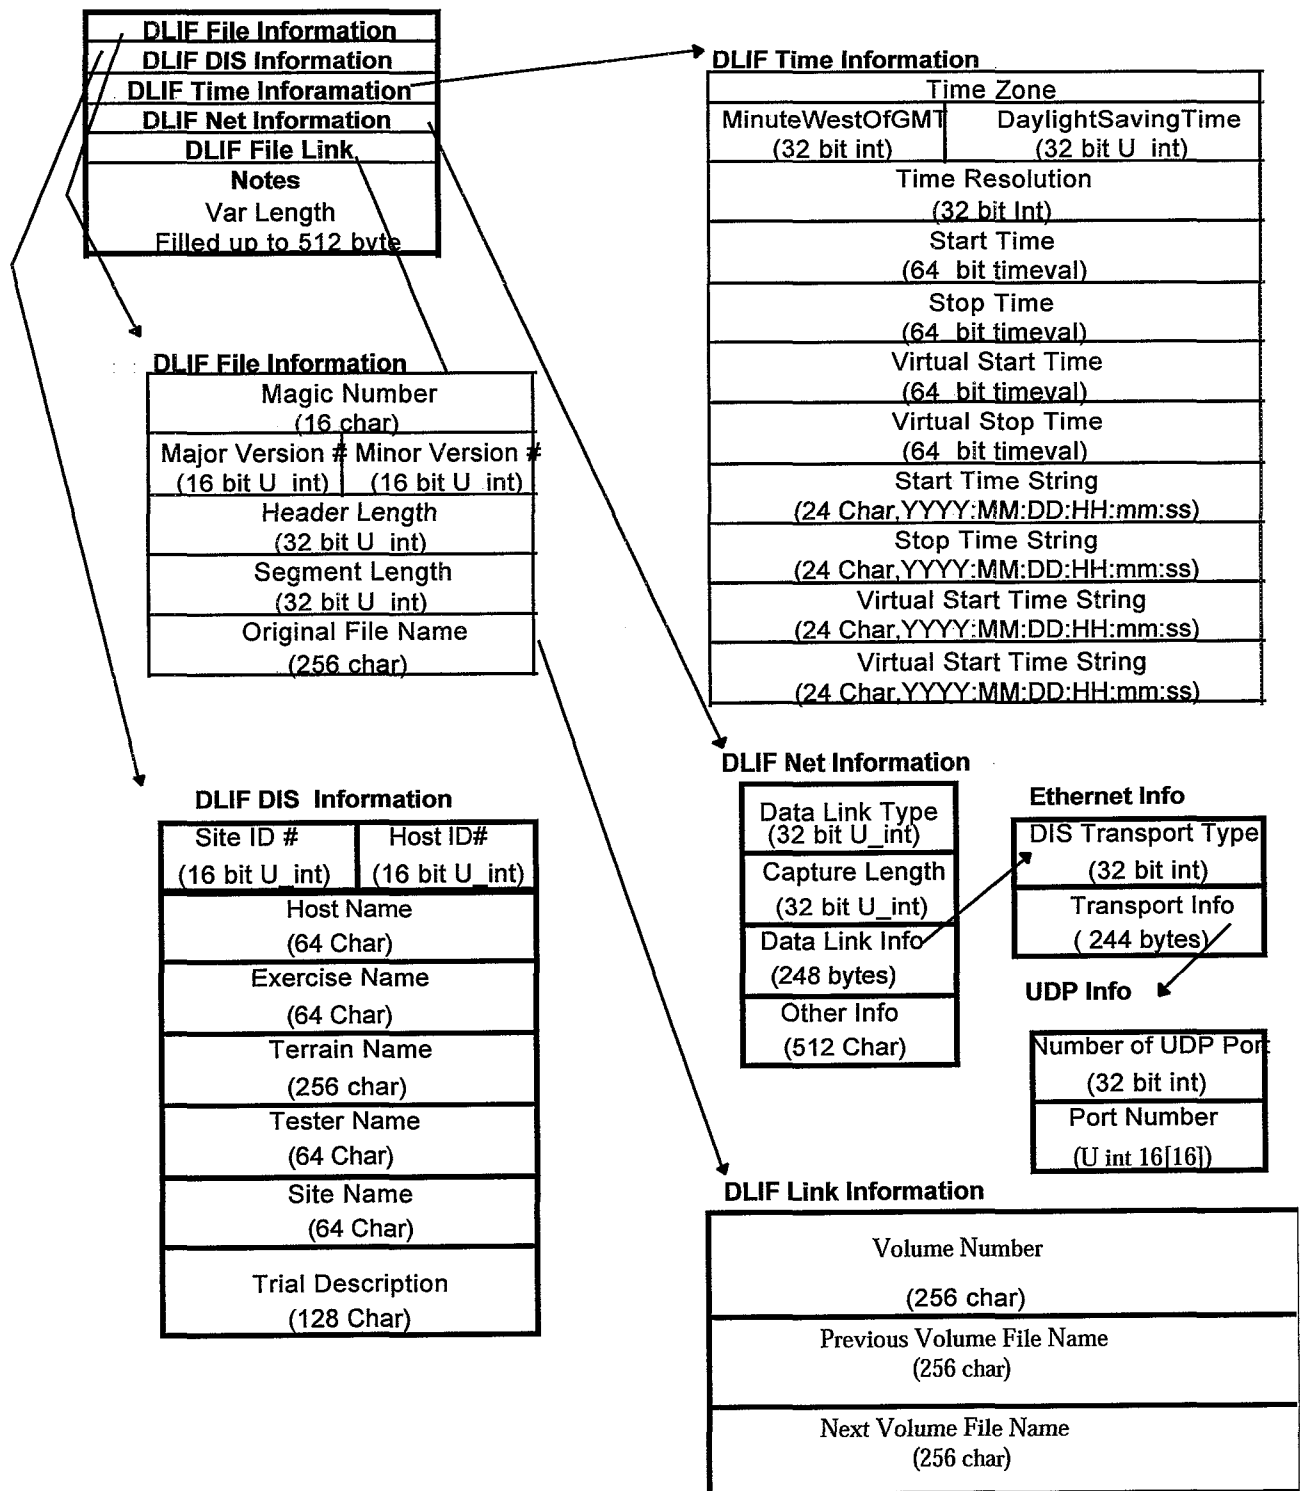 DLIF File Information
DLIF DIS Information
DLIF Time Inforamation
DLIF Net Information
DLIF File Link
Notes
Var Length
Filled up to 512 byte
DLIF Time Information
Time Zone
MinuteWestOfGMT DaylightSavingTime
(32 bit int) (32 bit U_int)
Time Resolution
(32 bit Int)
Start Time
(64_bit timeval)
Stop Time
(64_bit timeval)
Virtual Start Time
(64_bit timeval)
Virtual Stop Time
(64_bit timeval)
Start Time String
(24 Char,YYYY:MM:DD:HH:mm:ss)
Stop Time String
(24 Char,YYYY:MM:DD:HH:mm:ss)
Virtual Start Time String
(24 Char,YYYY:MM:DD:HH:mm:ss)
Virtual Start Time String
(24 Char,YYYY:MM:DD:HH:mm:ss)
DLIF File Information
Magic Number
(16 char)
Major Version # Minor Version #
(16 bit U_int) (16 bit U_int)
Header Length
(32 bit U_int)
Segment Length
(32 bit U_int)
Original File Name
(256 char)
DLIF DIS Information
Site ID # Host ID#
(16 bit U_int) (16 bit U_int)
Host Name
(64 Char)
Exercise Name
(64 Char)
Terrain Name
(256 char)
Tester Name
(64 Char)
Site Name
(64 Char)
Trial Description
(128 Char)
DLIF Net Information
Data Link Type
(32 bit U_int)
Capture Length
(32 bit U_int)
Data Link Info
(248 bytes)
Other Info
(512 Char)
Ethernet Info
DIS Transport Type
(32 bit int)
Transport Info
( 244 bytes)
UDP Info
Number of UDP Port
(32 bit int)
Port Number
(U int 16[16])
DLIF Link Information
Volume Number
(256 char)
Previous Volume File Name
(256 char)
Next Volume File Name
(256 char)